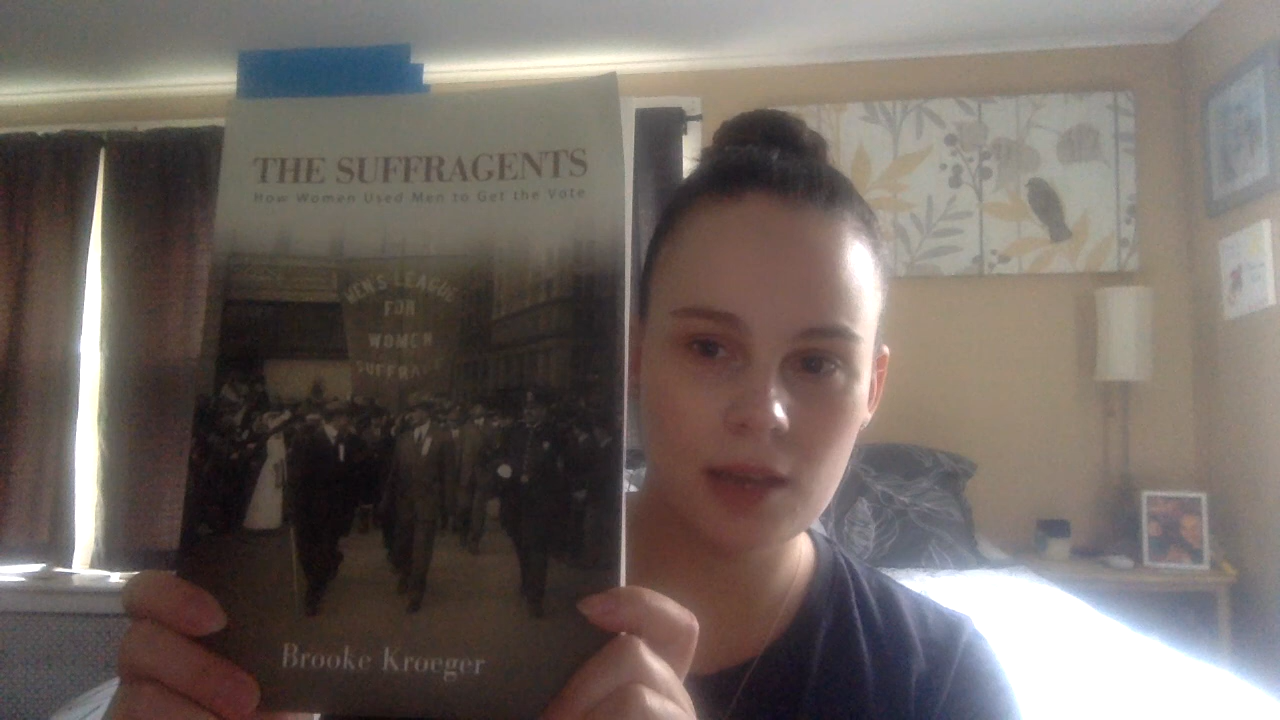 THE SUFFRAGENTS
How Women Used Men to Get the Vote
MEN'S LEAGUE
FOR
WOMEN
SUFFRAGE
Brooke Kroeger